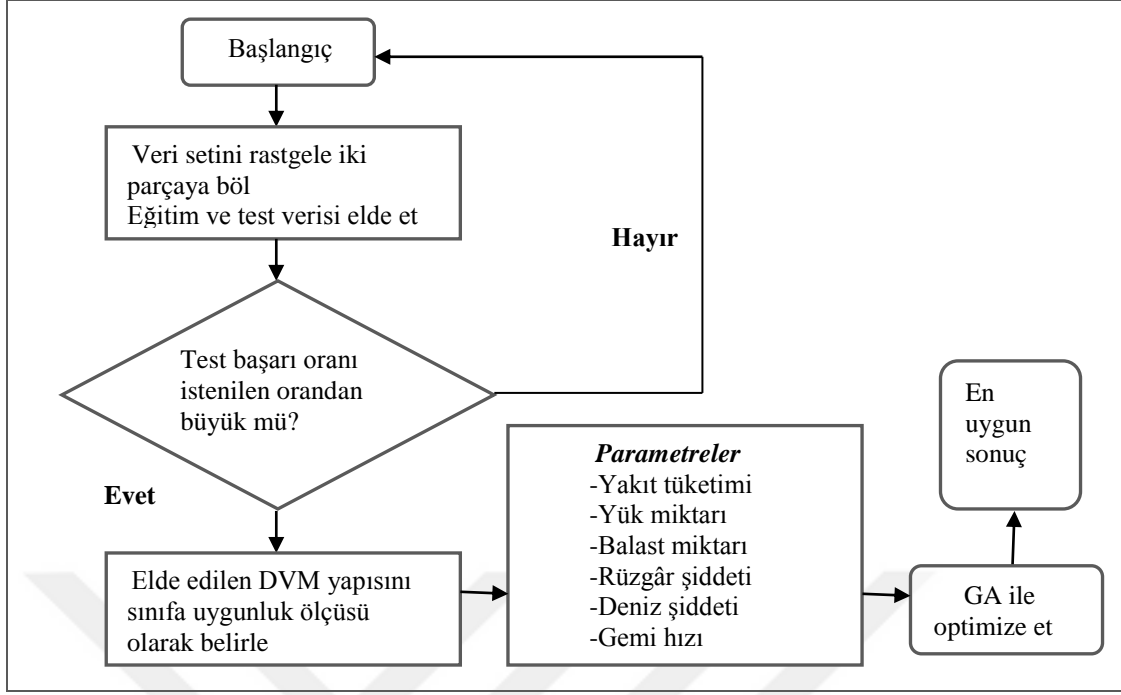 Başlangıç
Veri setini rastgele iki
parçaya böl
Eğitim ve test verisi elde et
Hayır
Test başarı oranı
istenilen orandan
büyük mü?
Evet
Elde edilen DVM yapısını
sınıfa uygunluk ölçüsü
olarak belirle
Parametreler
-Yakıt tüketimi
-Yük miktarı
-Balast miktarı
-Rüzgâr şiddeti
-Deniz şiddeti
-Gemi hızı
GA ile
optimize et
En
uygun
sonuç